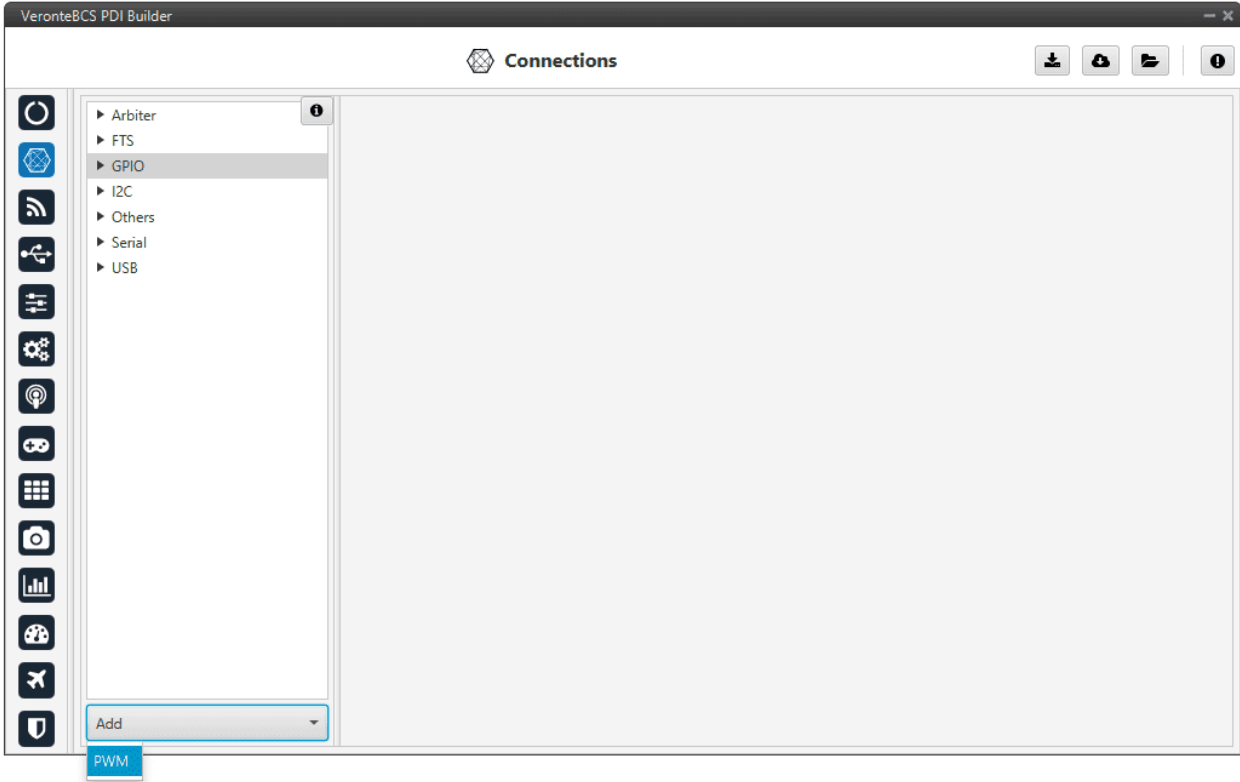 VeronteBCS PDI Builder
Connections
Arbiter
FTS
GPIO
I2C
Others
Serial
USB
Add
PWM